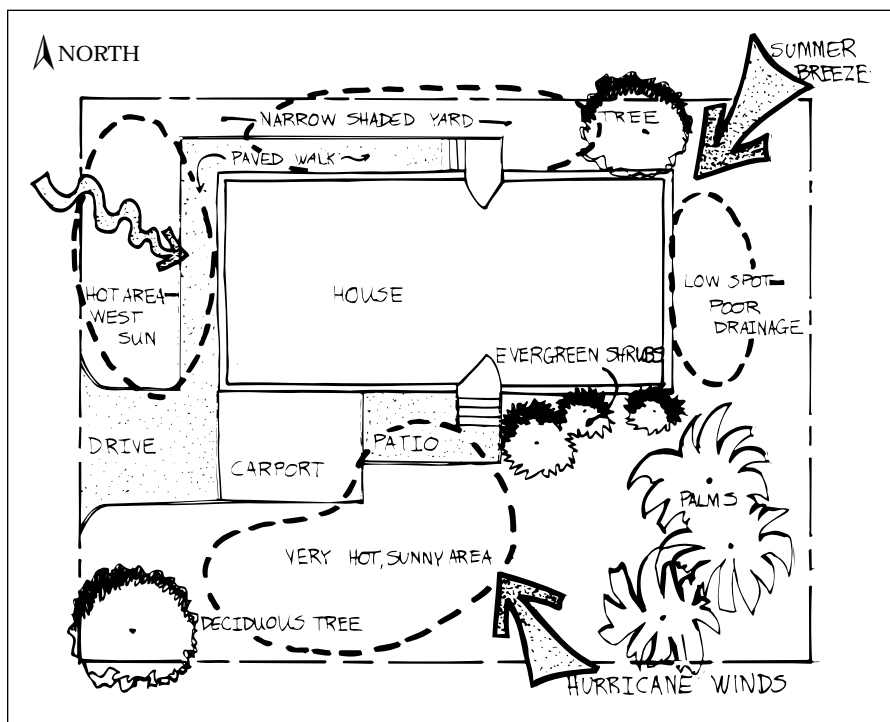 NORTH
SUMMER
BREEZE
NARROW SHADED YARD
TREE
PAVED WALK
HOT AREA-
WEST
SUN
HOUSE
LOW SPOT-
POOR
DRAINAGE
EVERGREEN SHRUBS
DRIVE
PATIO
CARPORT
PALMS
VERY HOT, SUNNY AREA
DECIDUOUS TREE
HURRICANE WINDS